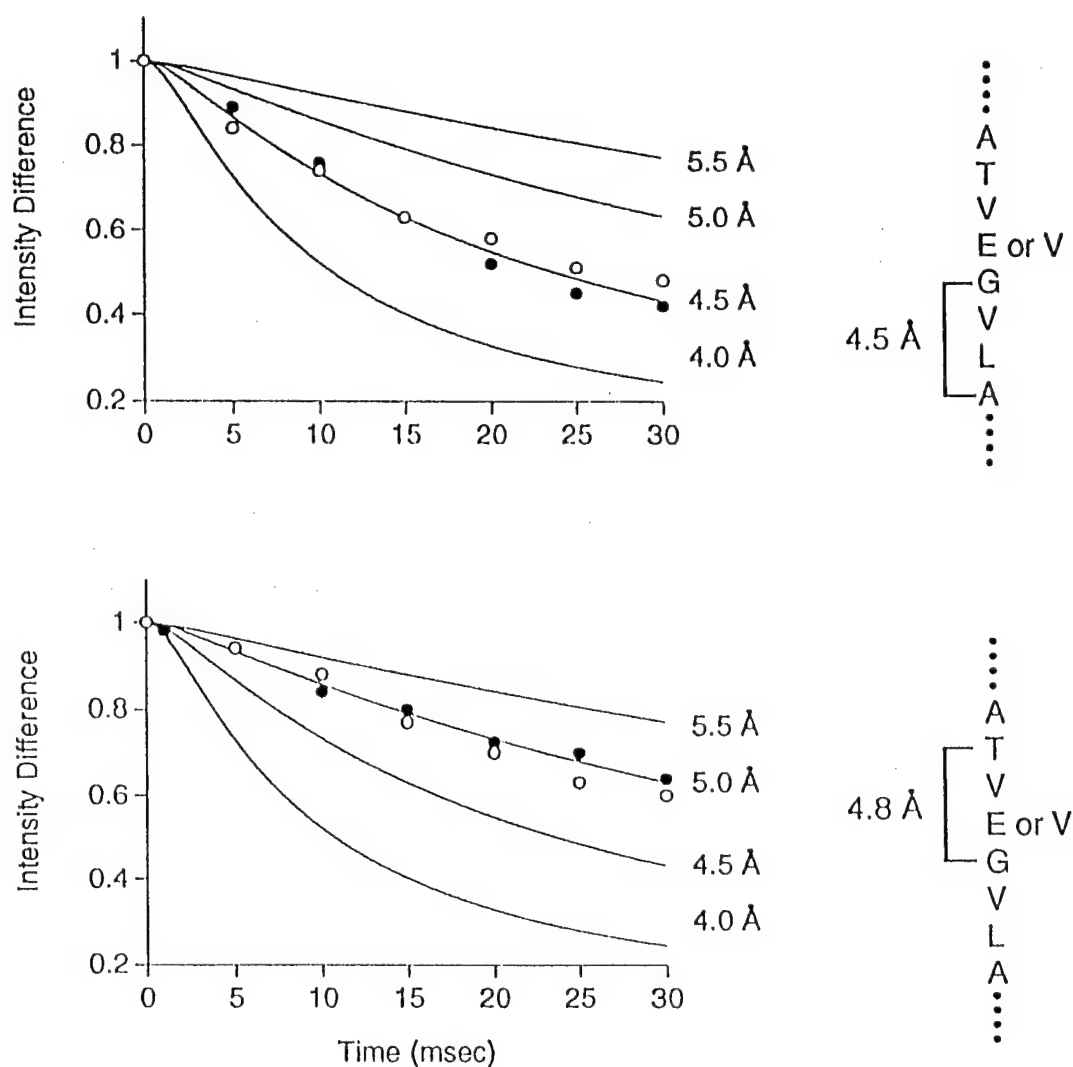 Intensity Difference
1
0.8
0.6
0.4
0.2
0 5 10 15 20 25 30
5.5 Å
5.0 Å
4.5 Å
4.0 Å
4.5 Å
A
T
V
E or V
G
V
L
A
Intensity Difference
1
0.8
0.6
0.4
0.2
0 5 10 15 20 25 30
Time (msec)
5.5 Å
5.0 Å
4.5 Å
4.0 Å
4.8 Å
A
T
V
E or V
G
V
L
A